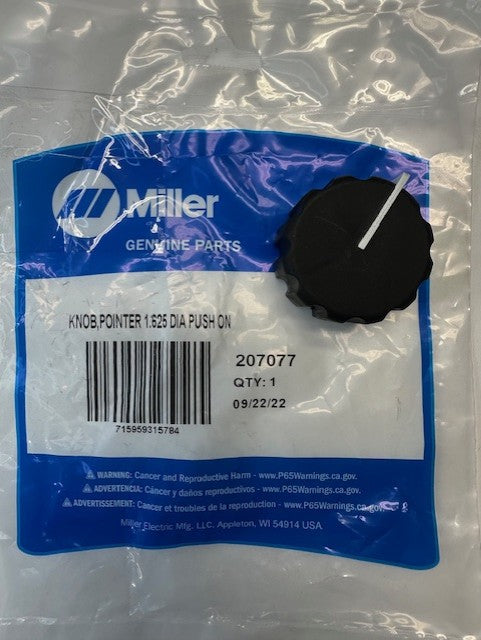 Miller
GENUINE PARTS
KNOB,POINTER 1.625 DIA PUSH ON
207077
QTY: 1
09/22/22
715959315784
WARNING: Cancer and Reproductive Harm - www.P65Warnings.ca.gov.
ADVERTENCIA: Cáncer y daños reproductivos - www.P65Warnings.ca.gov.
ADVERTISSEMENT: Cancer et troubles de la reproduction - www.P65Warnings.ca.gov.
Miller Electric Mfg. LLC, Appleton, WI 54914 USA